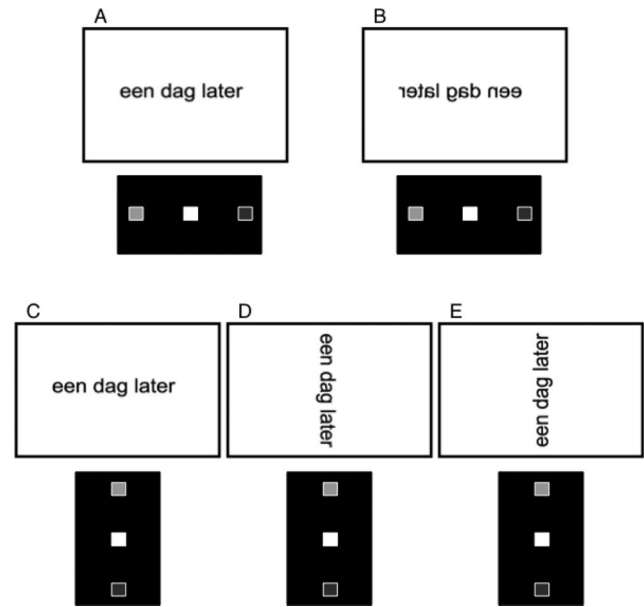 A
B
een dag later
een dag later
C
D
E
een dag later
een dag later
een dag later